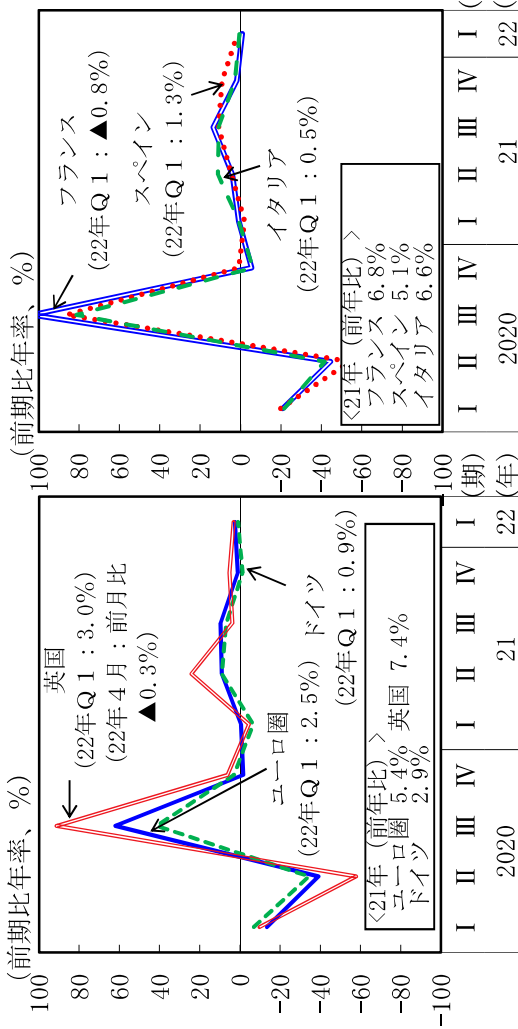 (前期比年率、%)
100
80
60
40
20
0
-20
-40
-60
-80
-100
英国
(22年Q1：3.0%)
(22年４月：前月比
▲0.3%)
ユーロ圏
(22年Q1：2.5%)
ドイツ
(22年Q1：0.9%)
<21年 (前年比) >
ユーロ圏 5.4% 英国 7.4%
ドイツ 2.9%
Ⅰ Ⅱ Ⅲ Ⅳ Ⅰ Ⅱ Ⅲ Ⅳ Ⅰ (期)
2020 21 22 (年)
(前期比年率、%)
100
80
60
40
20
0
-20
-40
-60
-80
-100
フランス
(22年Q1：▲0.8%)
スペイン
(22年Q1：1.3%)
イタリア
(22年Q1：0.5%)
<21年 (前年比) >
フランス 6.8%
スペイン 5.1%
イタリア 6.6%
Ⅰ Ⅱ Ⅲ Ⅳ Ⅰ Ⅱ Ⅲ Ⅳ Ⅰ
2020 21 22